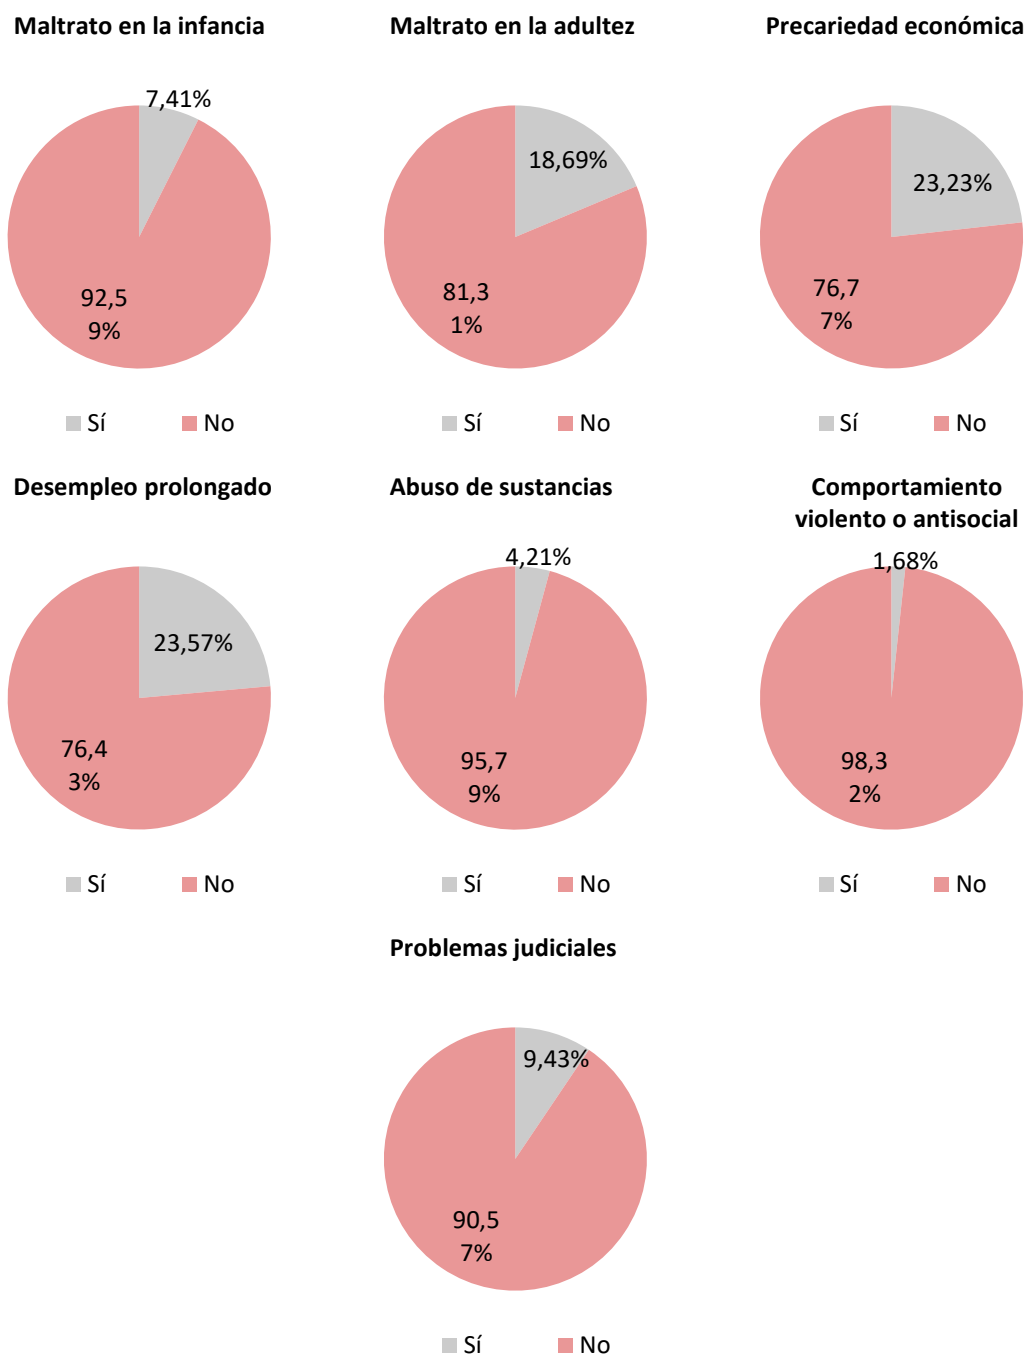 Maltrato en la infancia
7,41%
92,5
9%
Sí No
Maltrato en la adultez
18,69%
81,3
1%
Sí No
Precariedad económica
23,23%
76,7
7%
Sí No
Desempleo prolongado
23,57%
76,4
3%
Sí No
Abuso de sustancias
4,21%
95,7
9%
Sí No
Comportamiento
violento o antisocial
1,68%
98,3
2%
Sí No
Problemas judiciales
9,43%
90,5
7%
Sí No